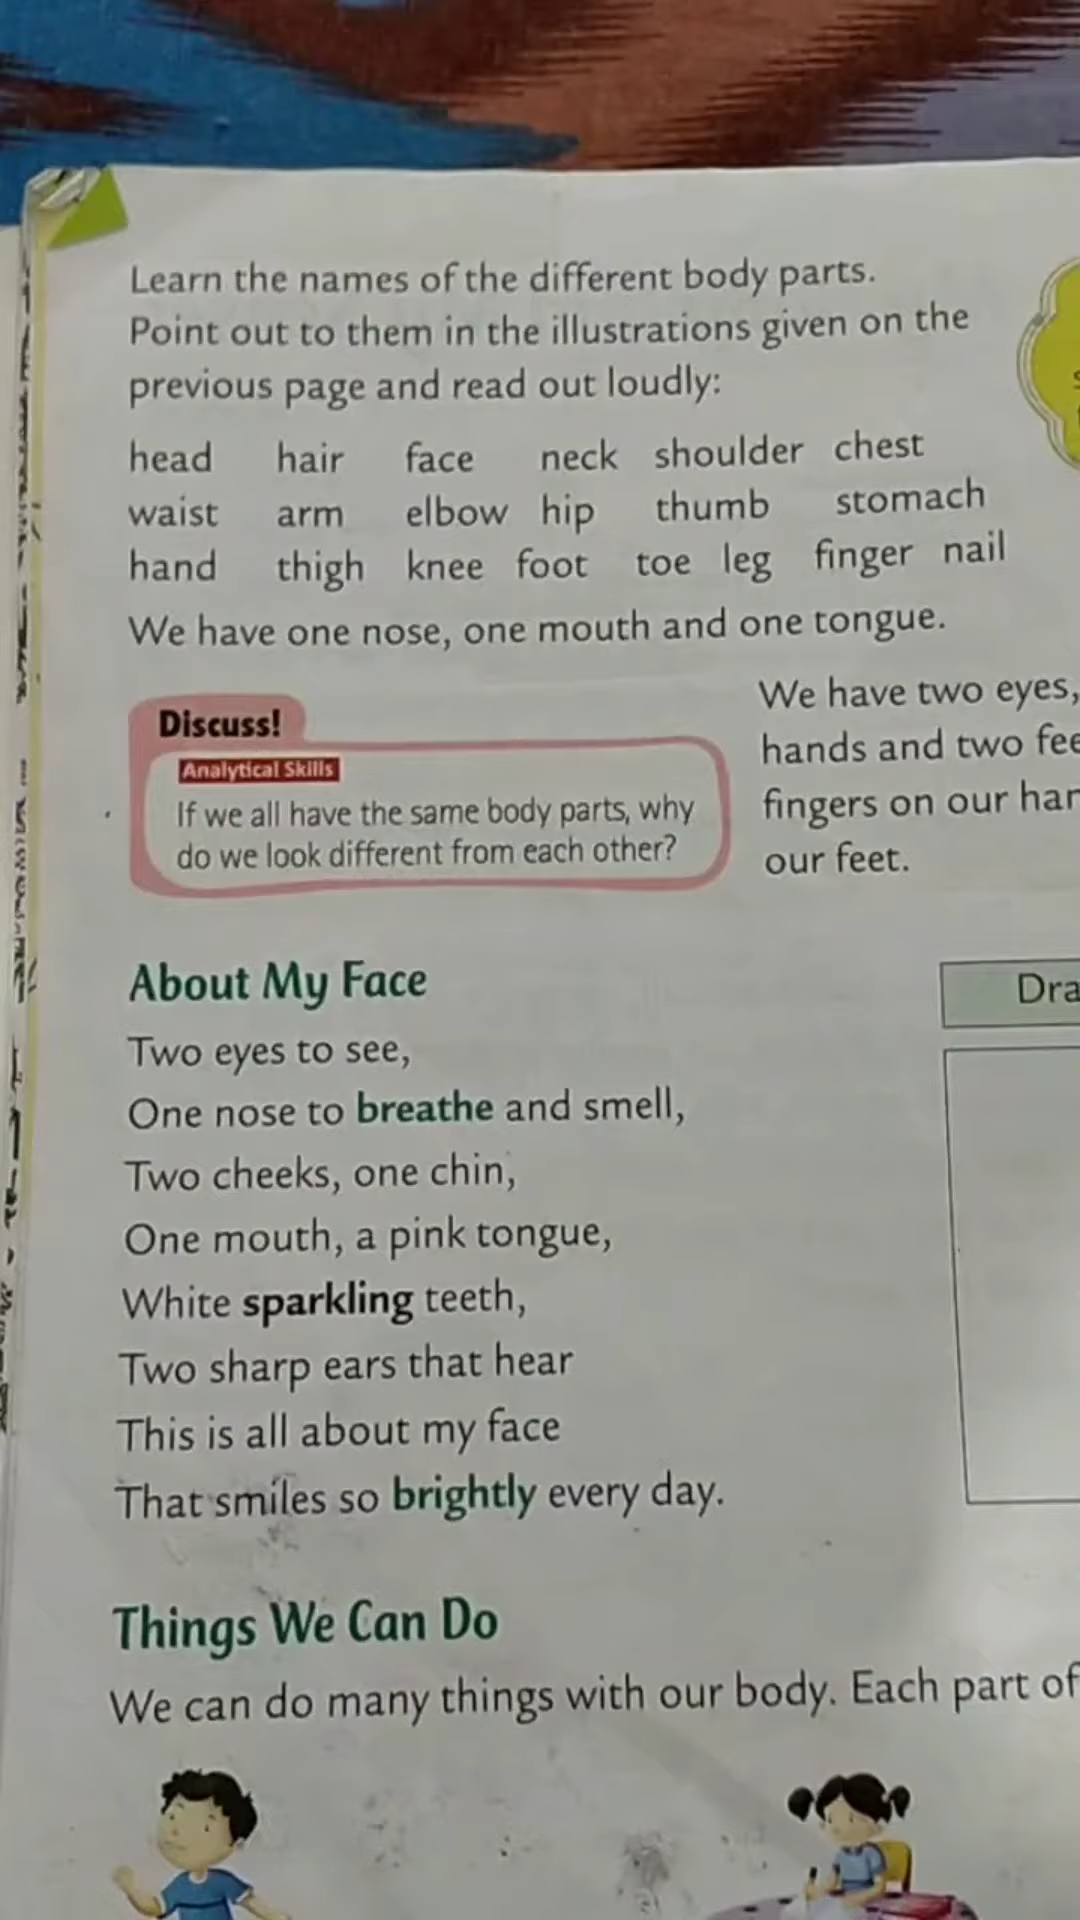 Learn the names of the different body parts.
Point out to them in the illustrations given on the
previous page and read out loudly:
head hair face neck shoulder chest
waist arm elbow hip thumb stomach
hand thigh knee foot toe leg finger nail
We have one nose, one mouth and one tongue.
We have two eyes,
hands and two
fingers on our
our feet.
Discuss!
Analytical Skills
If we all have the same body parts, why
do we look different from each other?
About My Face
Two eyes to see,
One nose to breathe and smell,
Two cheeks, one chin,
One mouth, a pink tongue,
White sparkling teeth,
Two sharp ears that hear
This is all about my face
That smiles so brightly every day.
Things We Can Do
We can do many things with our body. Each part of